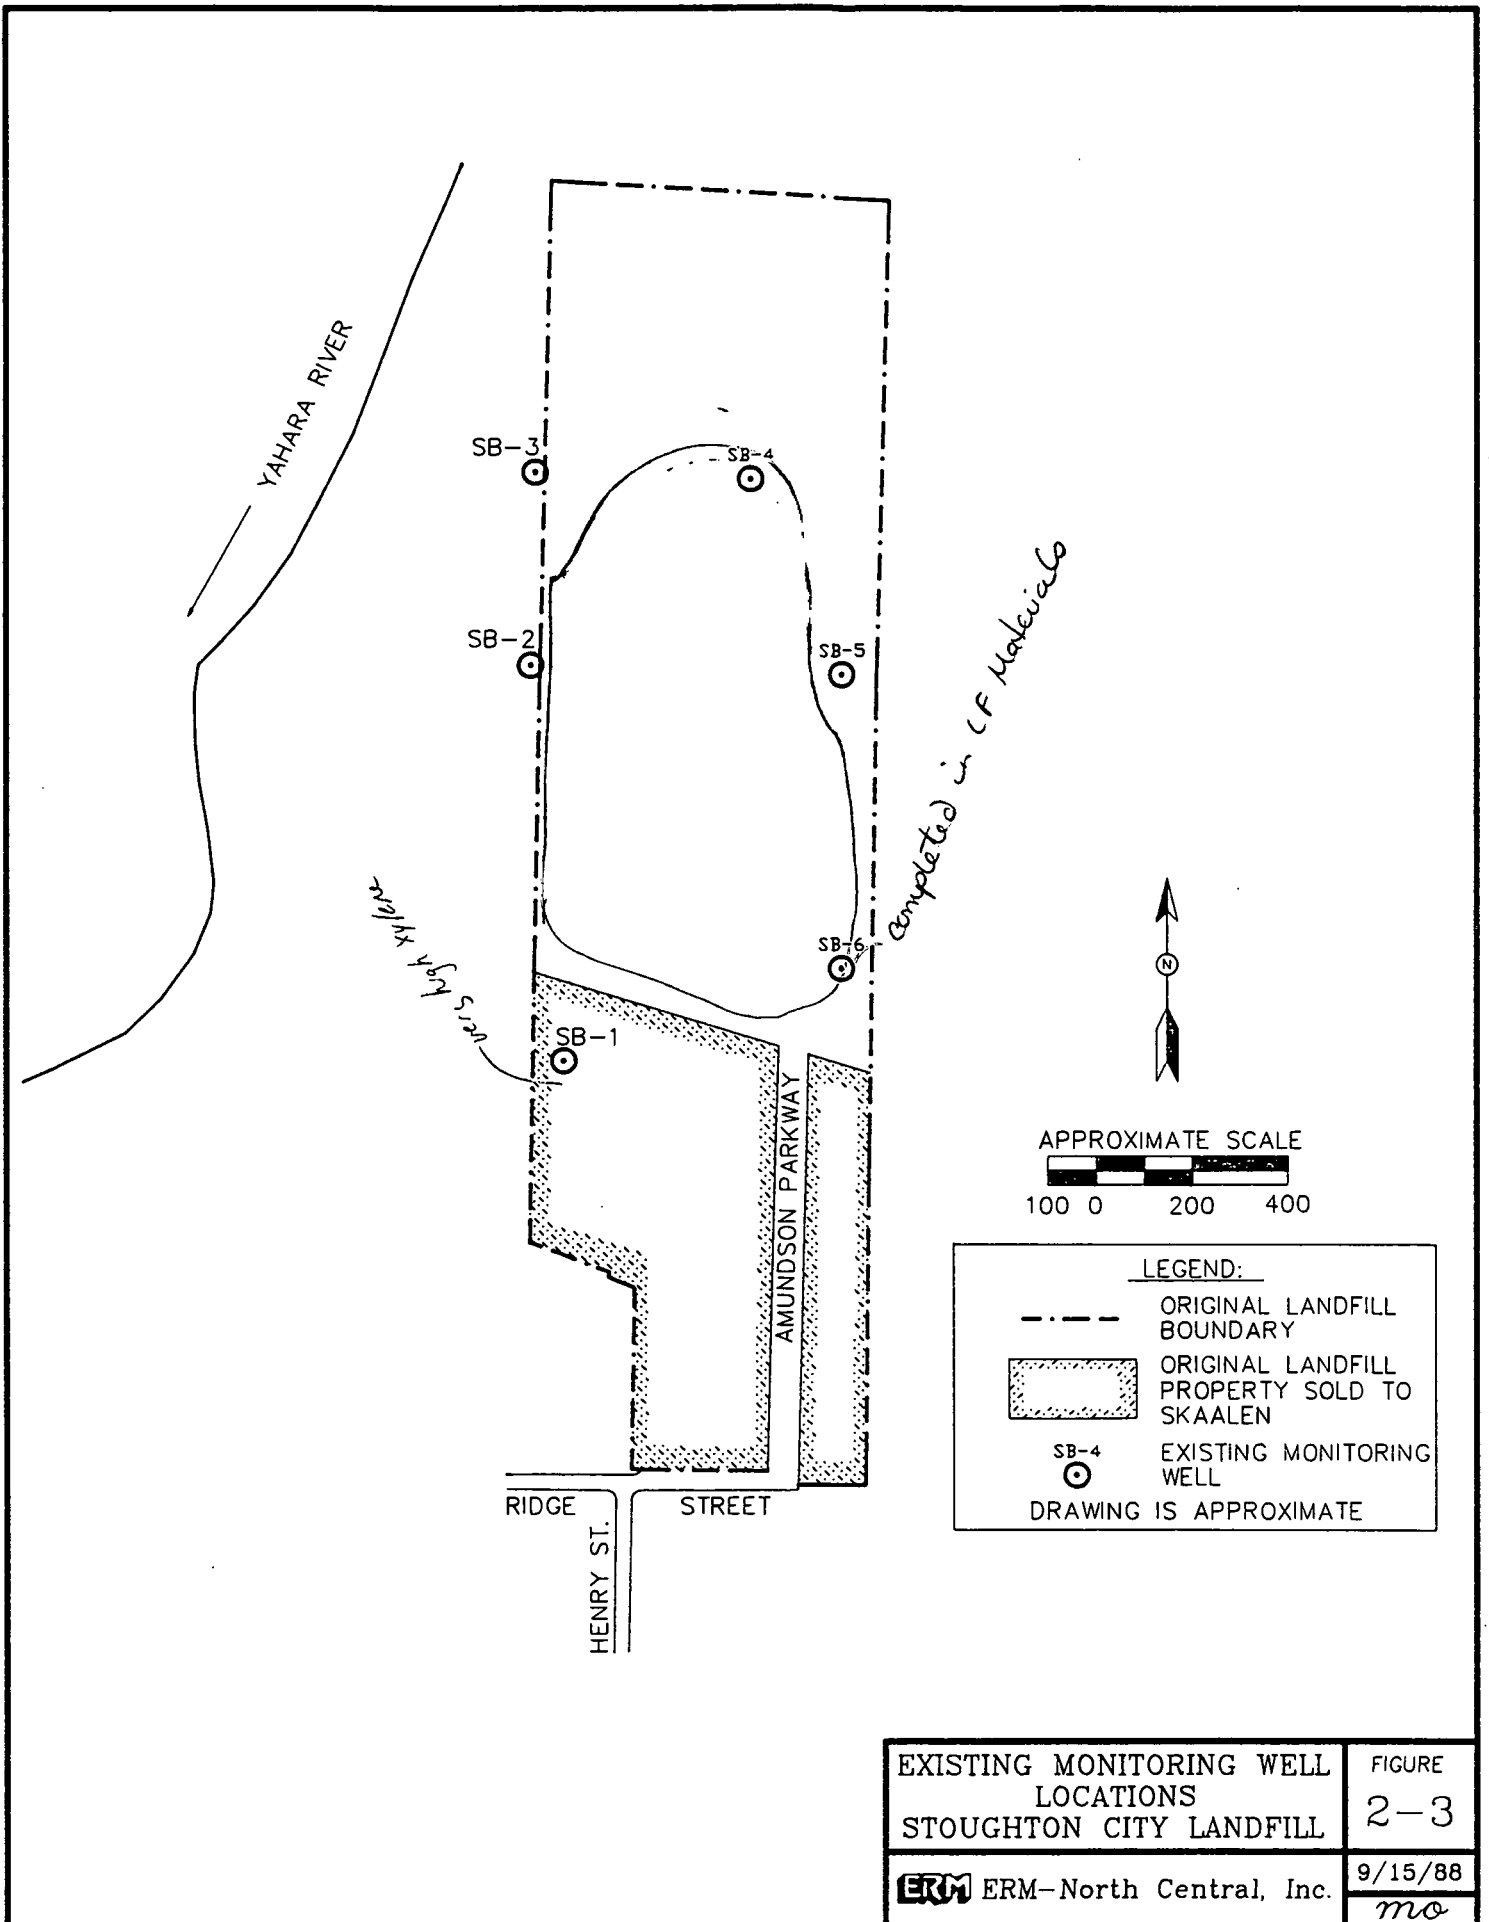 YAHARA RIVER
SB-3
SB-4
SB-2
SB-5
completed in LF Materials
SB-6
very high xylene
SB-1
AMUNDSON PARKWAY
N
APPROXIMATE SCALE
100 0 200 400
LEGEND:
ORIGINAL LANDFILL
BOUNDARY
ORIGINAL LANDFILL
PROPERTY SOLD TO
SKAALEN
SB-4
EXISTING MONITORING
WELL
DRAWING IS APPROXIMATE
RIDGE STREET
HENRY ST.
EXISTING MONITORING WELL
LOCATIONS
STOUGHTON CITY LANDFILL
FIGURE
2-3
ERM ERM-North Central, Inc.
9/15/88
mo